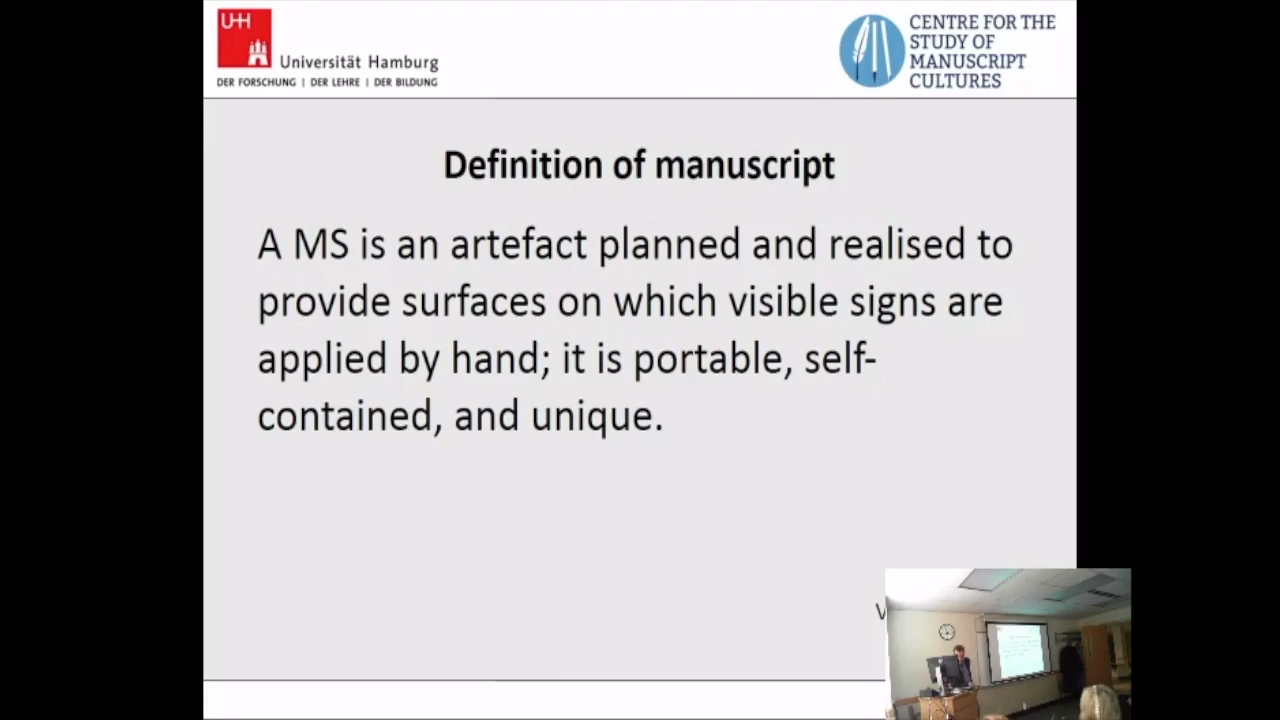 UHH
Universität Hamburg
DER FORSCHUNG | DER LEHRE | DER BILDUNG
CENTRE FOR THE
STUDY OF
MANUSCRIPT
CULTURES
Definition of manuscript
A MS is an artefact planned and realised to
provide surfaces on which visible signs are
applied by hand; it is portable, self-
contained, and unique.